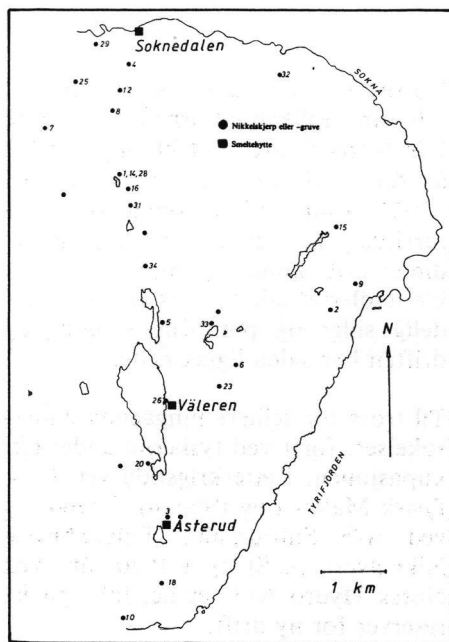 29
Soknedalen
4
32
SOKNA
25
12
8
7
● Nikkelskjerp eller -gruve
■ Smeltehytte
1, 14, 28
16
31
15
34
9
2
5
33
N
6
23
26
Väleren
20
TYRIFJORDEN
Åsterud
18
1 km
10